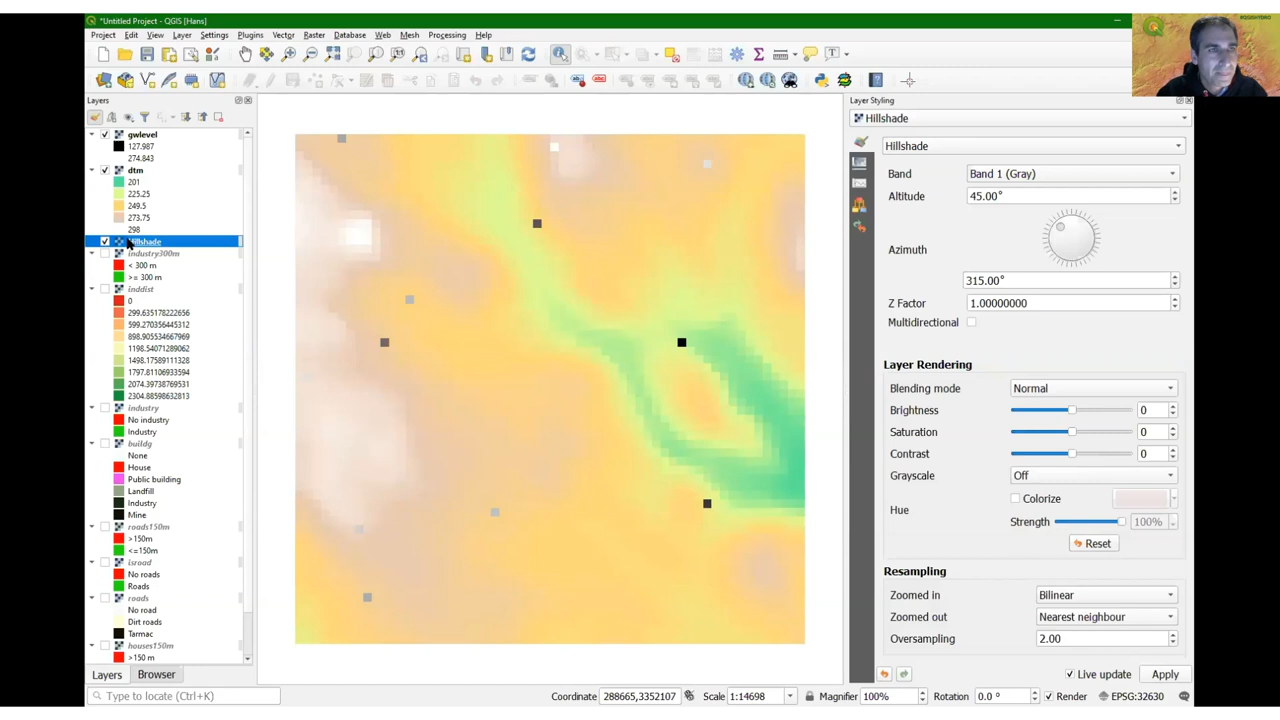 *Untitled Project - QGIS [Hans]
Project Edit View Layer Settings Plugins Vector Raster Database Web Mesh Processing Help
Layers
gwlevel
127.987
274.843
dtm
201
225.25
249.5
273.75
298
Hillshade
industry300m
< 300 m
>= 300 m
inddist
0
299.635178222656
599.270356445312
898.905534667969
1198.54071289062
1498.17589111328
1797.81106933594
2074.39738769531
2304.88598632813
industry
No industry
Industry
buildg
None
House
Public building
Landfill
Industry
Mine
roads150m
>150m
<=150m
isroad
No roads
Roads
roads
No road
Dirt roads
Tarmac
houses150m
>150 m
Layers Browser
Layer Styling
Hillshade
Hillshade
Band Band 1 (Gray)
Altitude 45.00°
Azimuth
315.00°
Z Factor 1.00000000
Multidirectional
Layer Rendering
Blending mode Normal
Brightness 0
Saturation 0
Contrast 0
Grayscale Off
Hue Colorize
Strength 100%
Reset
Resampling
Zoomed in Bilinear
Zoomed out Nearest neighbour
Oversampling 2.00
Live update Apply
Type to locate (Ctrl+K) Coordinate 288665,3352107 Scale 1:14698 Magnifier 100% Rotation 0.0 ° Render EPSG:32630